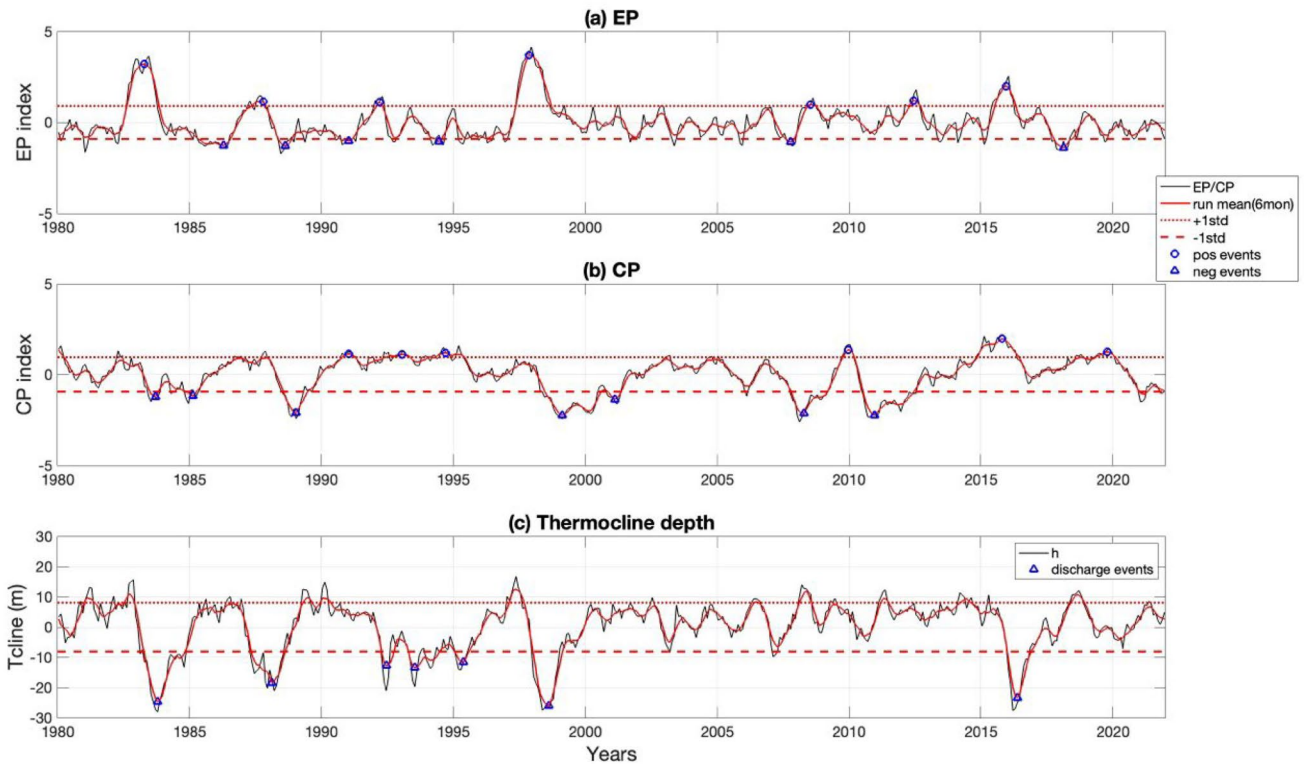 (a) EP
5
0
-5
EP index
1980 1985 1990 1995 2000 2005 2010 2015 2020
EP/CP
run mean(6mon)
+1std
-1std
pos events
neg events
(b) CP
5
0
-5
CP index
1980 1985 1990 1995 2000 2005 2010 2015 2020
(c) Thermocline depth
30
20
10
0
-10
-20
-30
Tcline (m)
h
discharge events
1980 1985 1990 1995 2000 2005 2010 2015 2020
Years